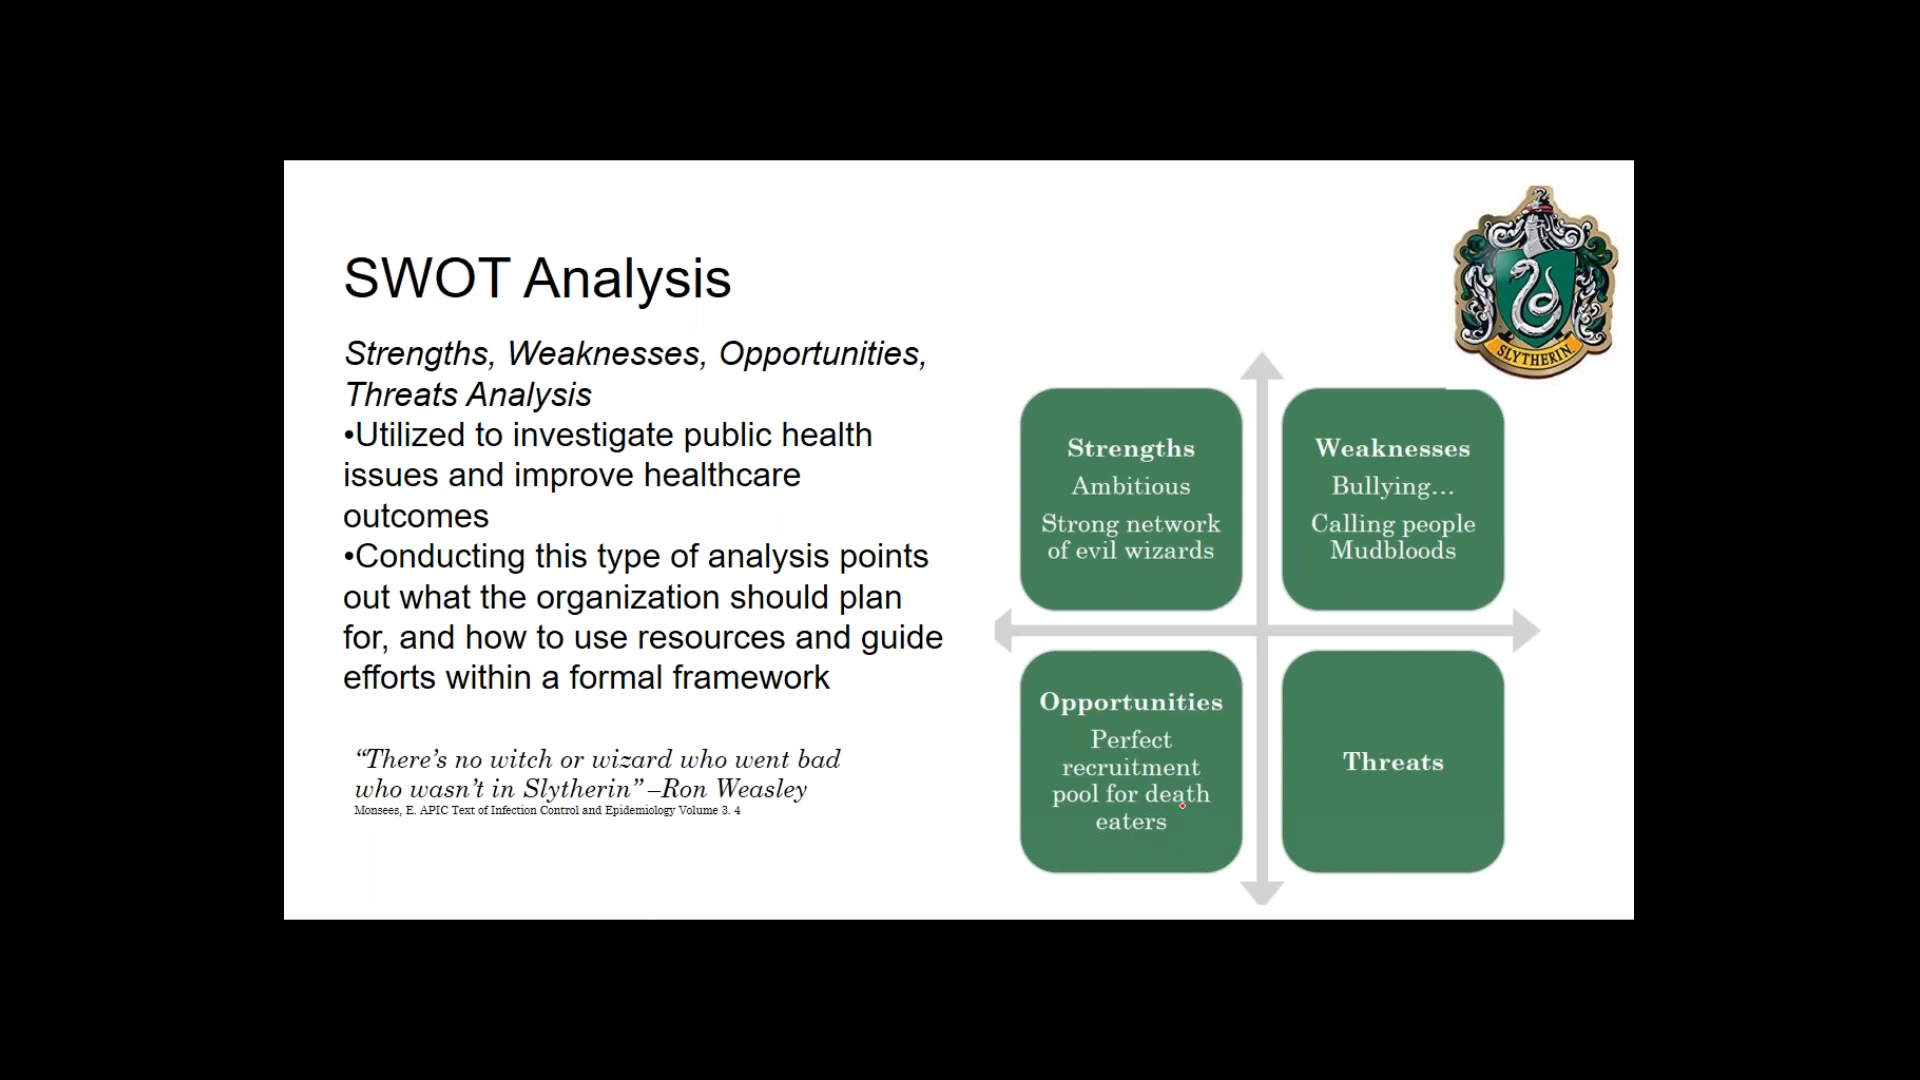 SWOT Analysis
Strengths, Weaknesses, Opportunities,
Threats Analysis
•Utilized to investigate public health
issues and improve healthcare
outcomes
•Conducting this type of analysis points
out what the organization should plan
for, and how to use resources and guide
efforts within a formal framework
“There’s no witch or wizard who went bad
who wasn’t in Slytherin” –Ron Weasley
Monsees, E. APIC Text of Infection Control and Epidemiology Volume 3. 4
SLYTHERIN
Strengths
Ambitious
Strong network
of evil wizards
Weaknesses
Bullying…
Calling people
Mudbloods
Opportunities
Perfect
recruitment
pool for death
eaters
Threats